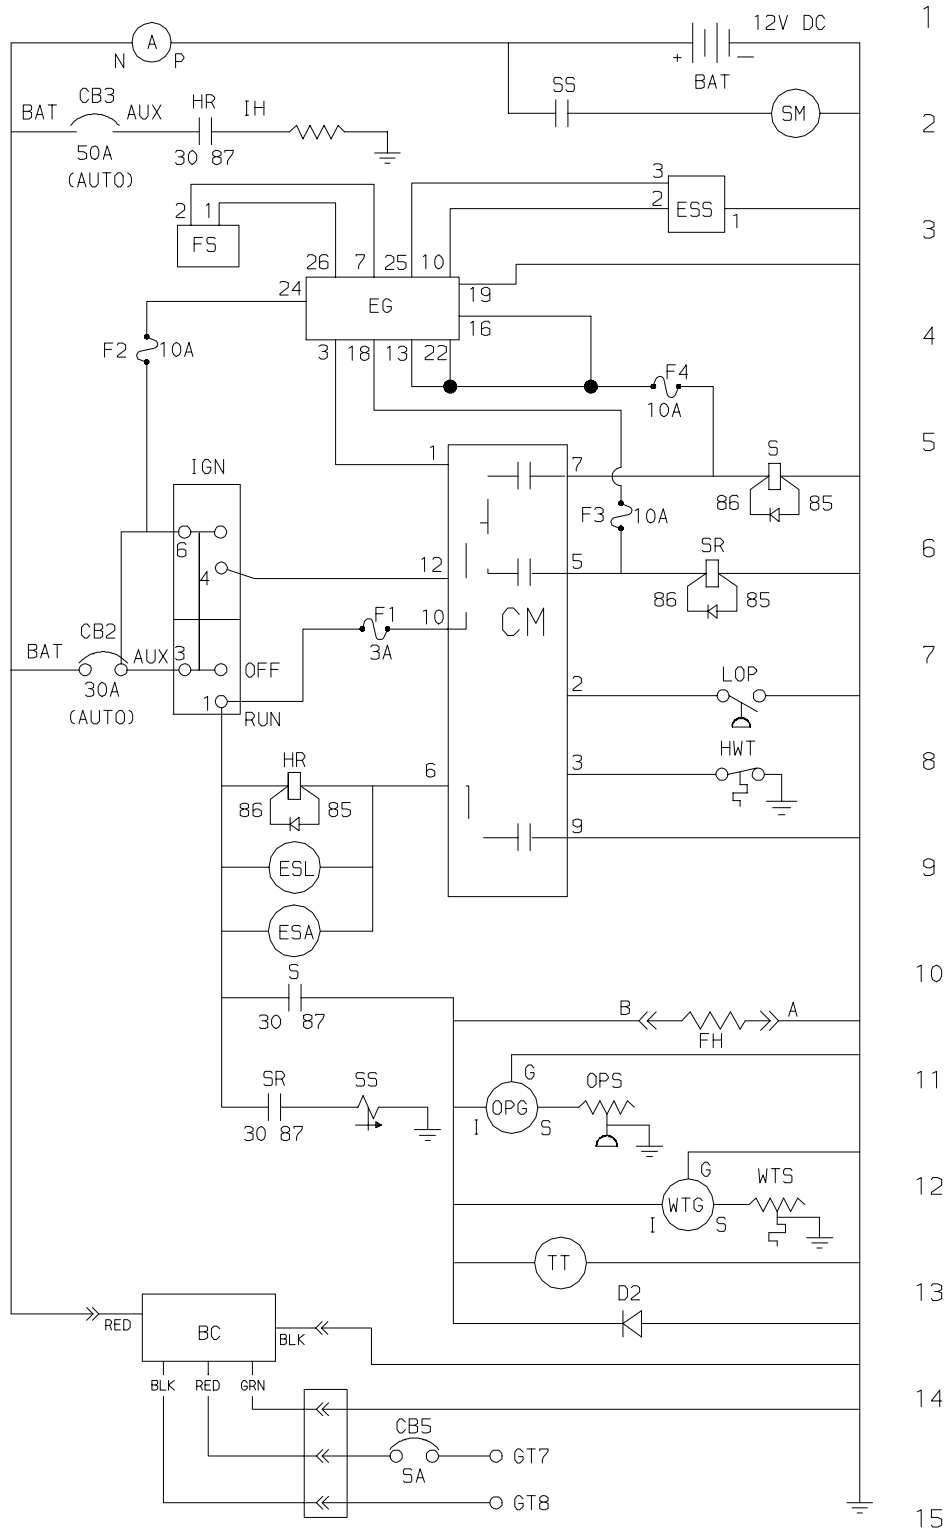 1
12V DC
A
N P
+ −
BAT
CB3
BAT AUX
HR
IH
SS
SM
2
50A
(AUTO)
30 87
3
2
ESS
1
2 1
FS
3
26 7 25 10
24
EG
19
16
3 18 13 22
4
F2 10A
F4
10A
1
7
S
5
IGN
86 85
F3 10A
SR
6
6
4
12
5
86 85
CM
10
F1
3A
CB2
BAT AUX 3
OFF
7
30A
(AUTO)
1
RUN
2
LOP
HWT
8
HR
6
3
86 85
9
ESL
9
ESA
S
10
30 87
B A
FH
G
11
SR SS
OPG
OPS
I S
30 87
G
12
WTG
WTS
I S
TT
13
D2
RED
BC
BLK
BLK RED GRN
14
CB5
GT7
5A
GT8
15